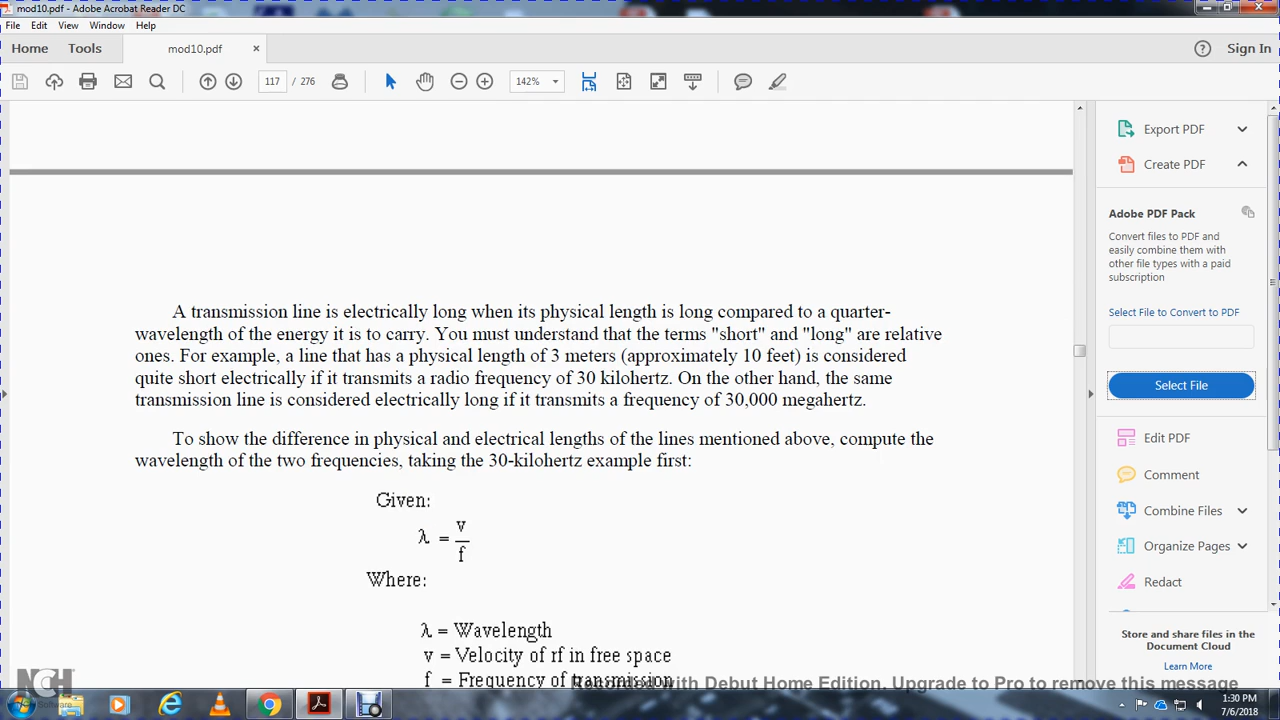 mod10.pdf - Adobe Acrobat Reader DC
File Edit View Window Help
Home Tools mod10.pdf × Sign In
117 / 276 142%
Export PDF
Create PDF
Adobe PDF Pack
Convert files to PDF and
easily combine them with
other file types with a paid
subscription
Select File to Convert to PDF
Select File
Edit PDF
Comment
Combine Files
Organize Pages
Redact
Store and share files in the
Document Cloud
Learn More
A transmission line is electrically long when its physical length is long compared to a quarter-
wavelength of the energy it is to carry. You must understand that the terms "short" and "long" are relative
ones. For example, a line that has a physical length of 3 meters (approximately 10 feet) is considered
quite short electrically if it transmits a radio frequency of 30 kilohertz. On the other hand, the same
transmission line is considered electrically long if it transmits a frequency of 30,000 megahertz.
To show the difference in physical and electrical lengths of the lines mentioned above, compute the
wavelength of the two frequencies, taking the 30-kilohertz example first:
Given:
λ = v
f
Where:
λ = Wavelength
v = Velocity of rf in free space
f = Frequency of transmission
Recorded with Debut Home Edition. Upgrade to Pro to remove this message
NCH
Software
1:30 PM
7/6/2018